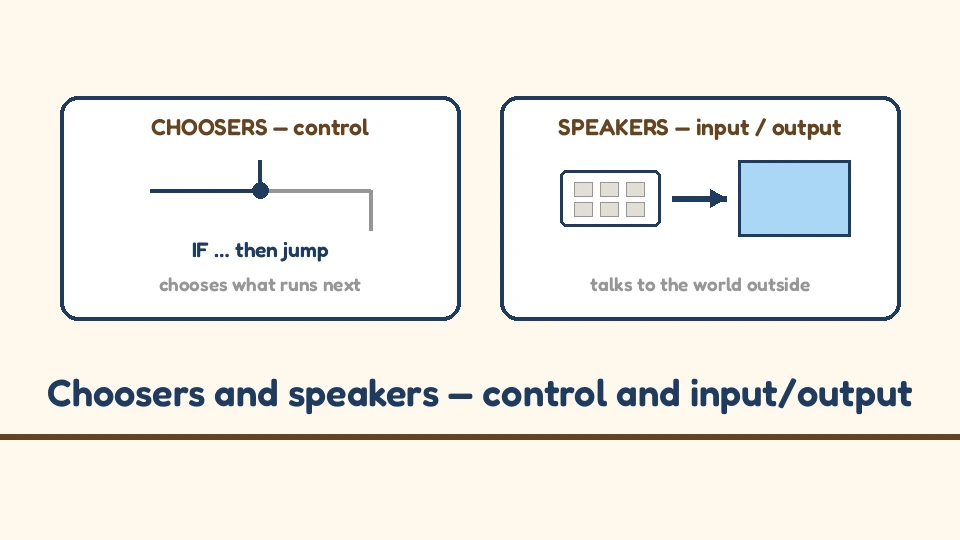 CHOOSERS — control
IF ... then jump
chooses what runs next
SPEAKERS — input / output
talks to the world outside
Choosers and speakers — control and input/output